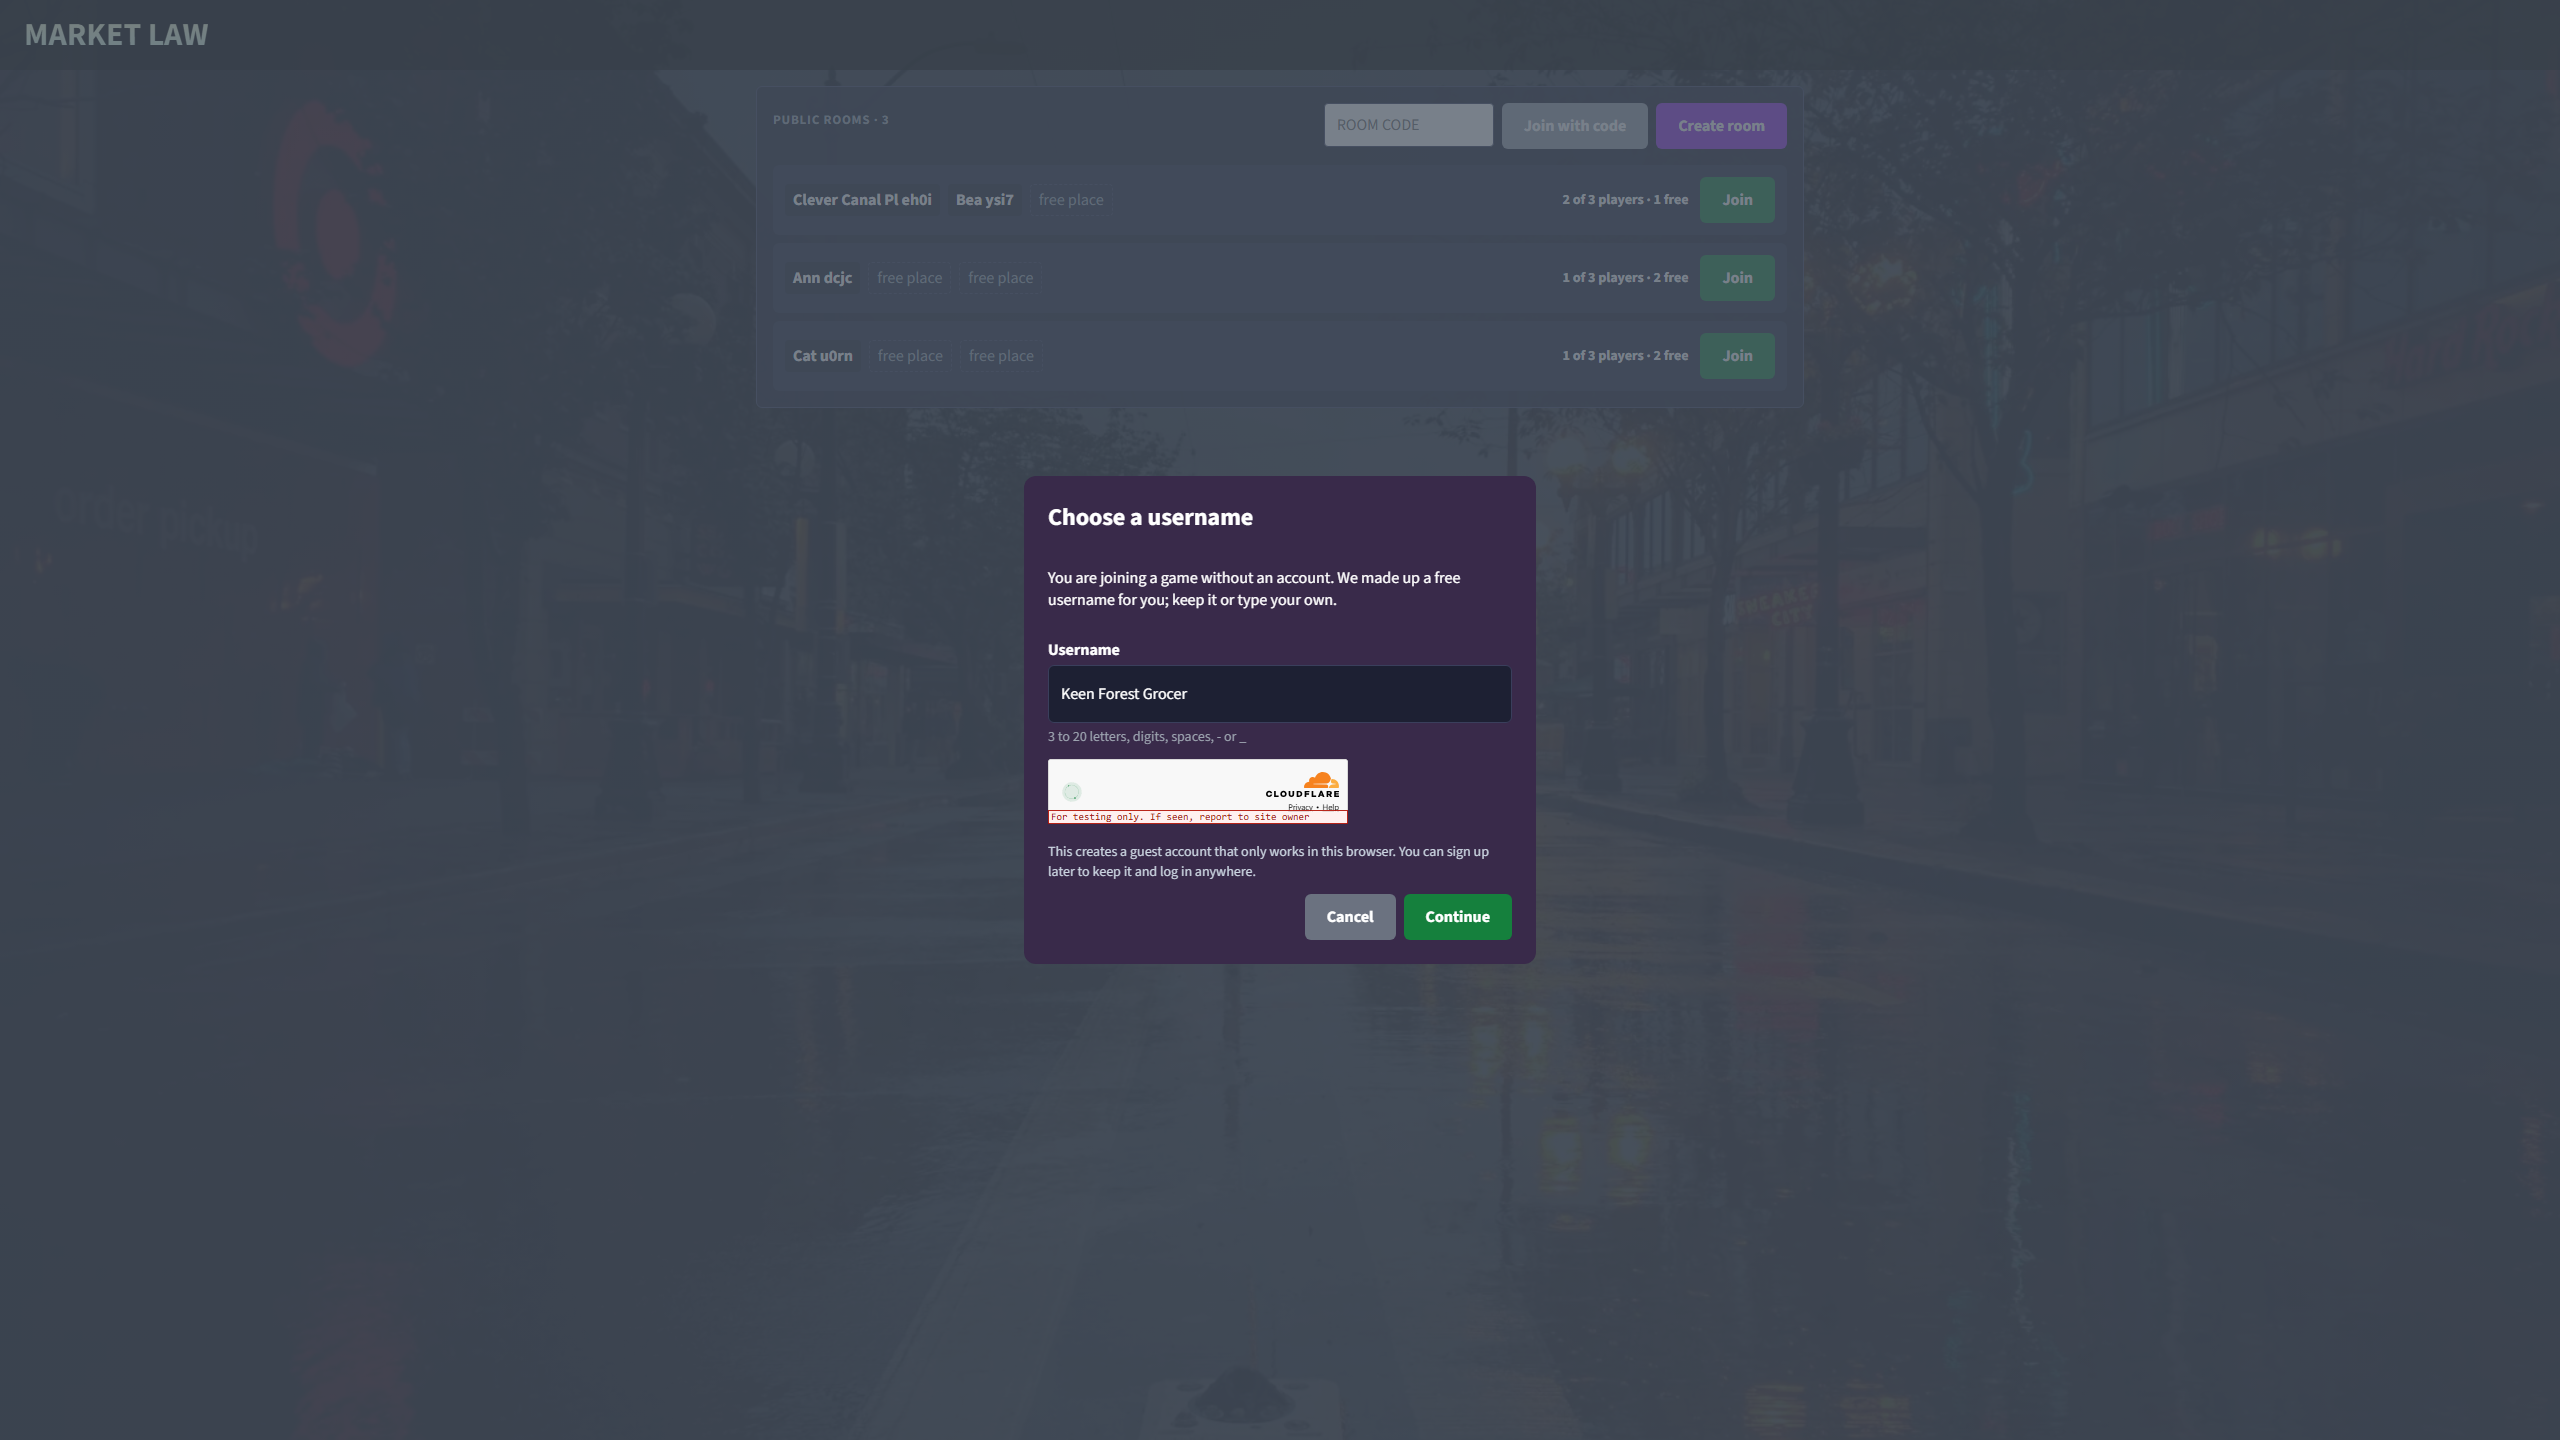 MARKET LAW
PUBLIC ROOMS · 3
ROOM CODE
Join with code
Create room
Clever Canal Pl eh0i
Bea ysi7
free place
2 of 3 players · 1 free
Join
Ann dcjc
free place
free place
1 of 3 players · 2 free
Join
Cat u0rn
free place
free place
1 of 3 players · 2 free
Join
order pickup
SNEAKER
CITY
Choose a username
You are joining a game without an account. We made up a free
username for you; keep it or type your own.
Username
Keen Forest Grocer
3 to 20 letters, digits, spaces, - or _
CLOUDFLARE
Privacy • Help
For testing only. If seen, report to site owner
This creates a guest account that only works in this browser. You can sign up
later to keep it and log in anywhere.
Cancel
Continue